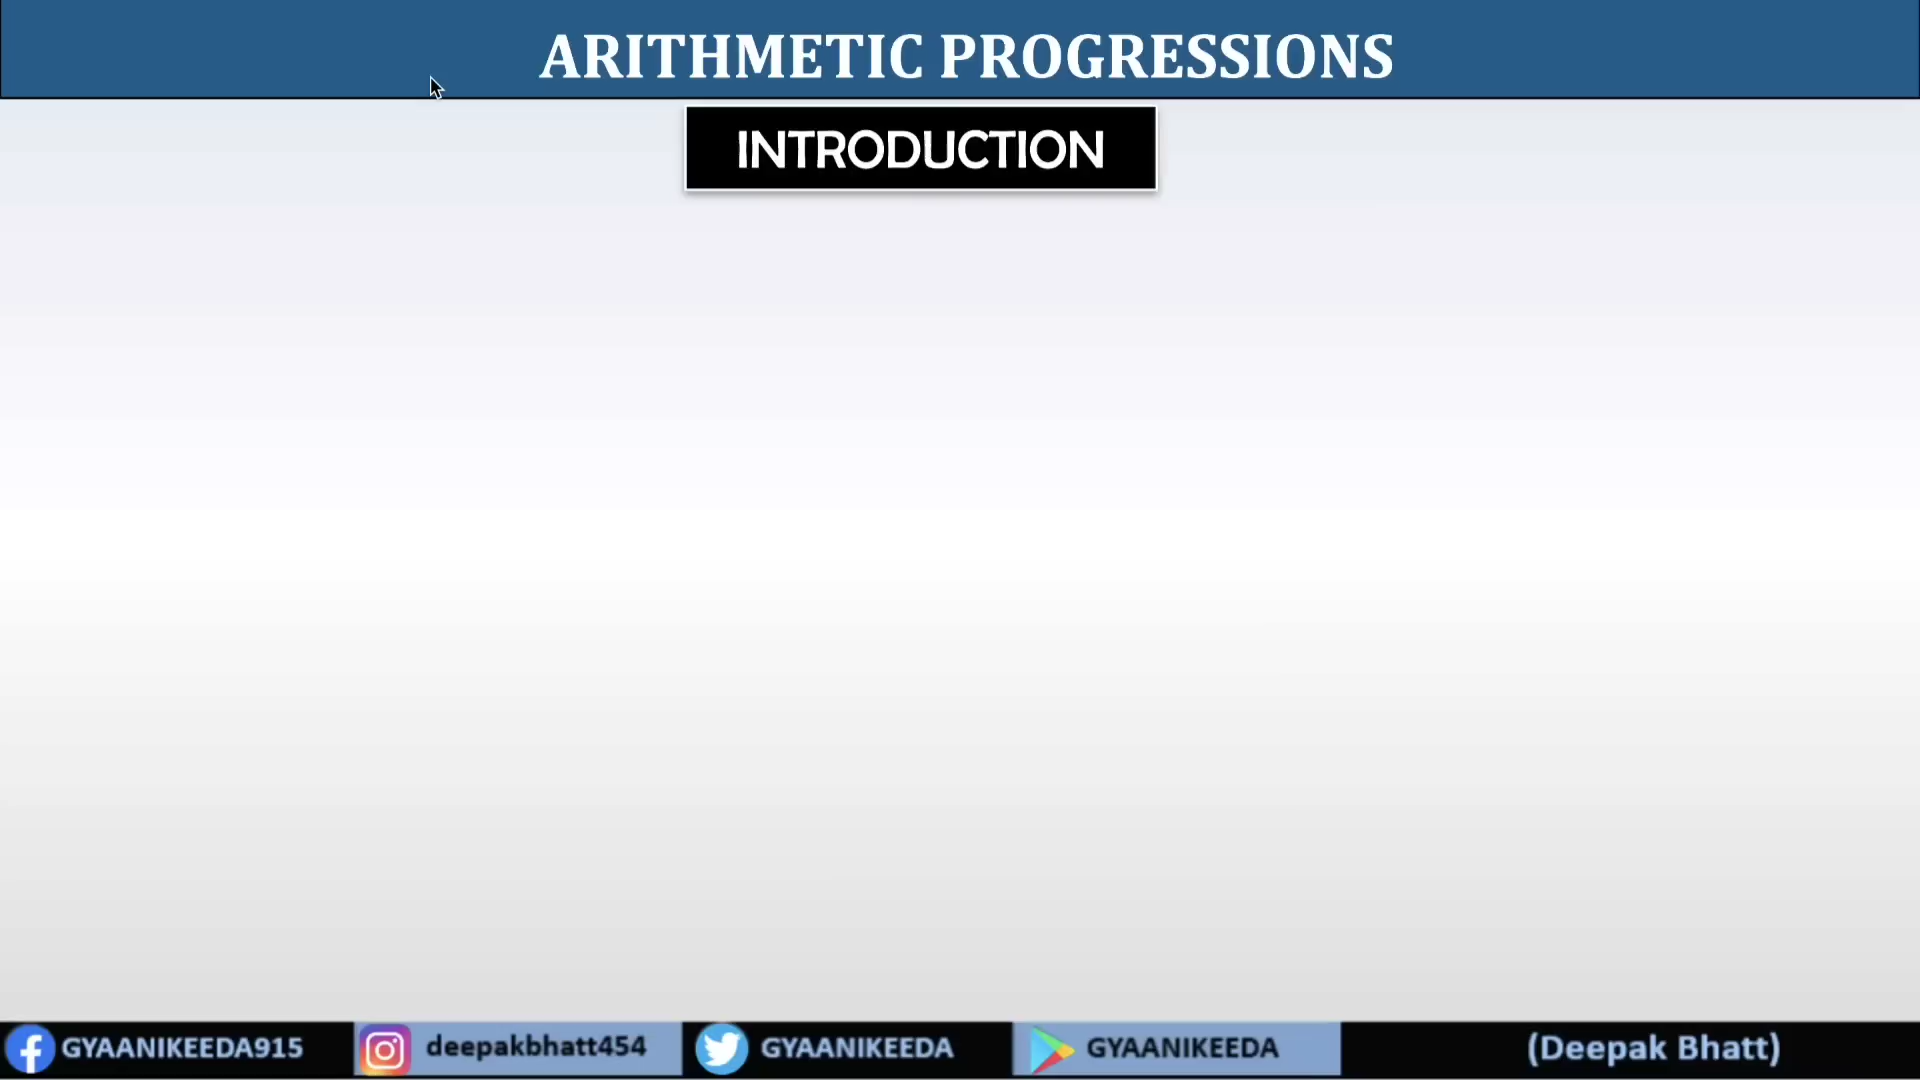 ARITHMETIC PROGRESSIONS
INTRODUCTION
GYAANIKEEDA915 deepakbhatt454 GYAANIKEEDA GYAANIKEEDA (Deepak Bhatt)